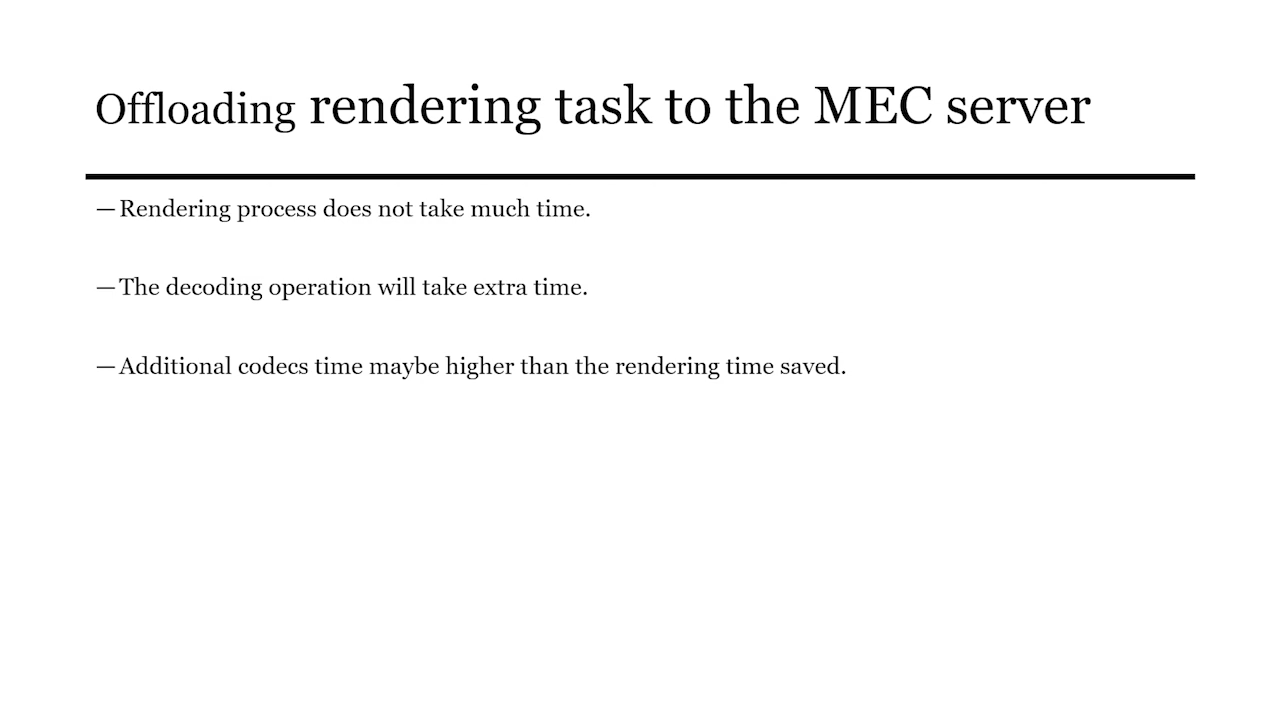 Offloading rendering task to the MEC server
— Rendering process does not take much time.
— The decoding operation will take extra time.
— Additional codecs time maybe higher than the rendering time saved.